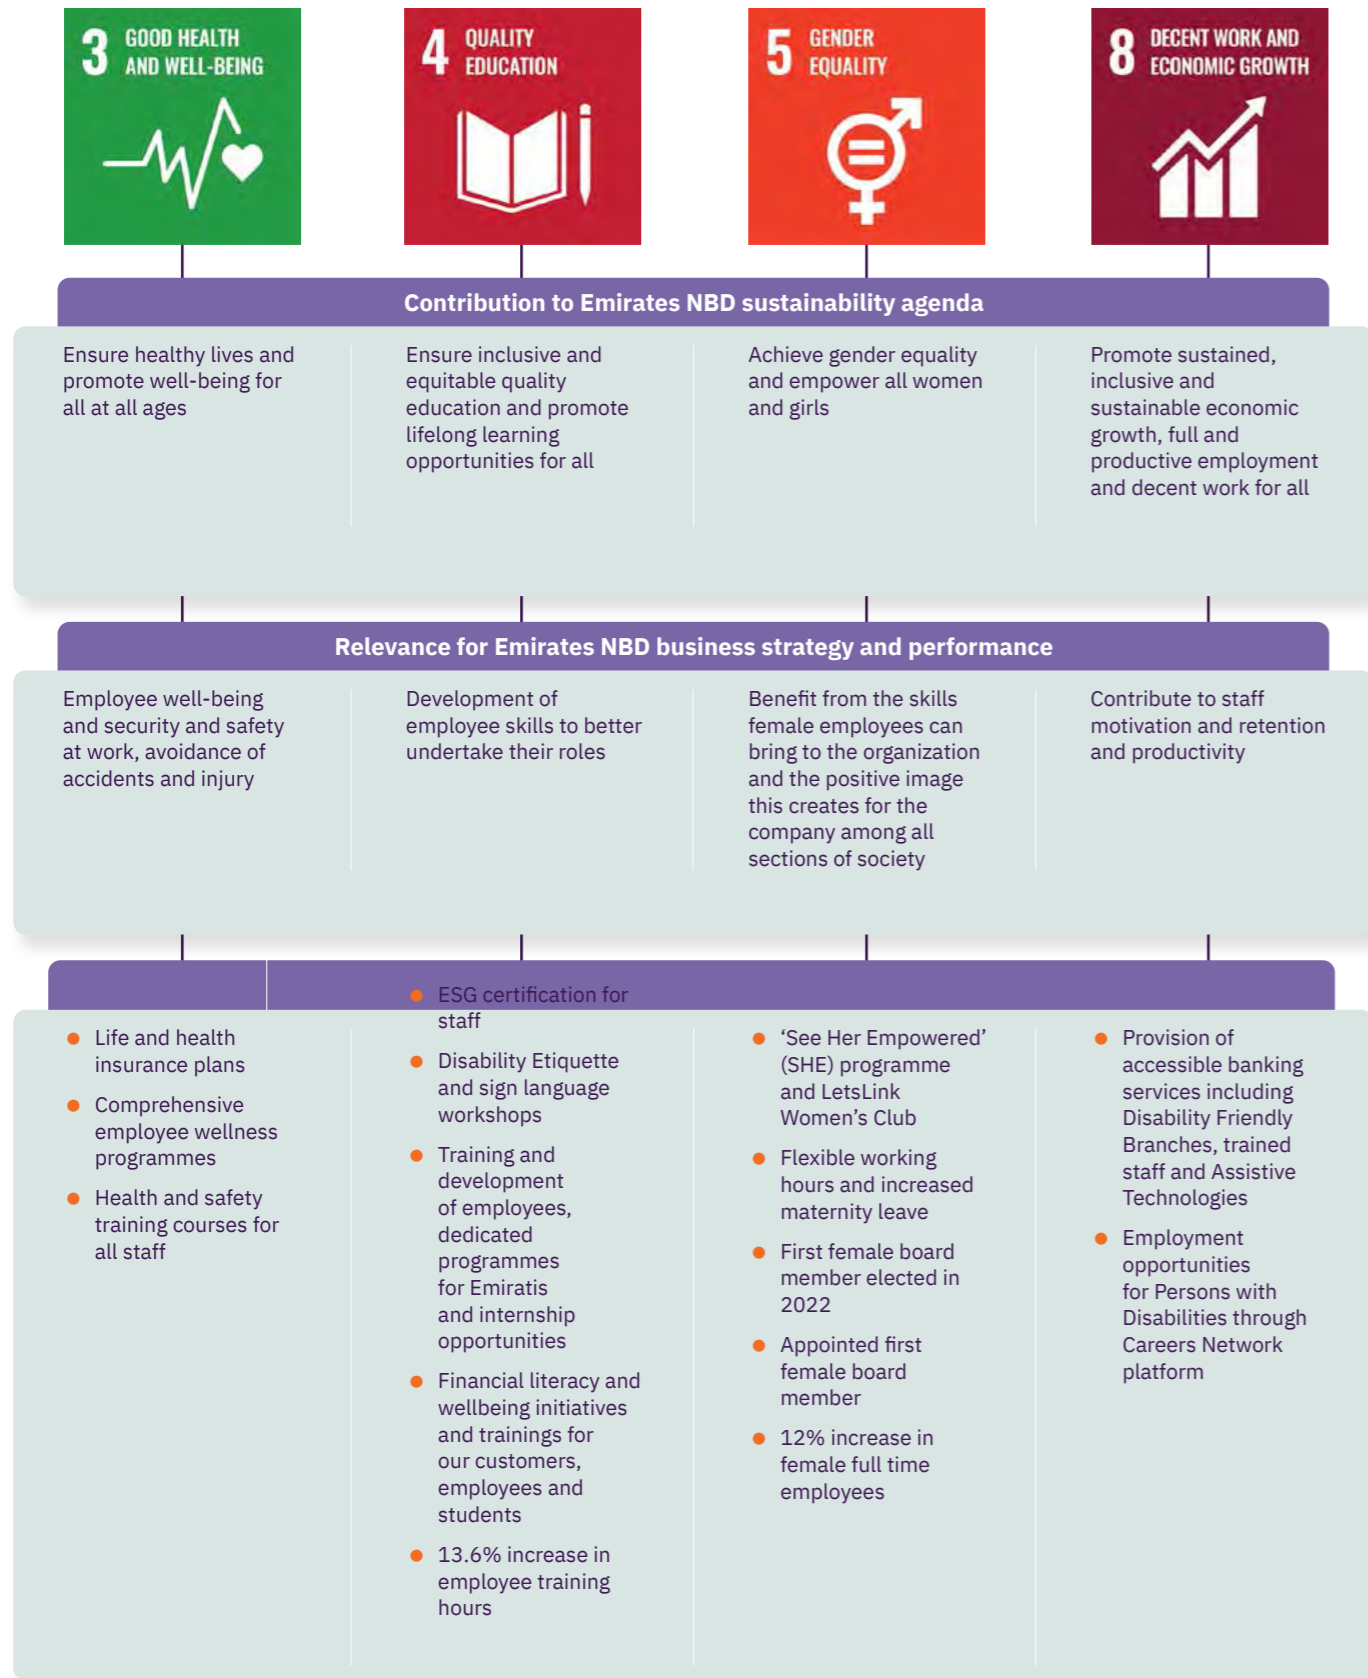 3 GOOD HEALTH
AND WELL-BEING
4 QUALITY
EDUCATION
5 GENDER
EQUALITY
8 DECENT WORK AND
ECONOMIC GROWTH
Contribution to Emirates NBD sustainability agenda
Ensure healthy lives and
promote well-being for
all at all ages
Ensure inclusive and
equitable quality
education and promote
lifelong learning
opportunities for all
Achieve gender equality
and empower all women
and girls
Promote sustained,
inclusive and
sustainable economic
growth, full and
productive employment
and decent work for all
Relevance for Emirates NBD business strategy and performance
Employee well-being
and security and safety
at work, avoidance of
accidents and injury
Development of
employee skills to better
undertake their roles
Benefit from the skills
female employees can
bring to the organization
and the positive image
this creates for the
company among all
sections of society
Contribute to staff
motivation and retention
and productivity
Life and health
insurance plans
Comprehensive
employee wellness
programmes
Health and safety
training courses for
all staff
ESG certification for
staff
Disability Etiquette
and sign language
workshops
Training and
development
of employees,
dedicated
programmes
for Emiratis
and internship
opportunities
Financial literacy and
wellbeing initiatives
and trainings for
our customers,
employees and
students
13.6% increase in
employee training
hours
‘See Her Empowered’
(SHE) programme
and LetsLink
Women’s Club
Flexible working
hours and increased
maternity leave
First female board
member elected in
2022
Appointed first
female board
member
12% increase in
female full time
employees
Provision of
accessible banking
services including
Disability Friendly
Branches, trained
staff and Assistive
Technologies
Employment
opportunities
for Persons with
Disabilities through
Careers Network
platform